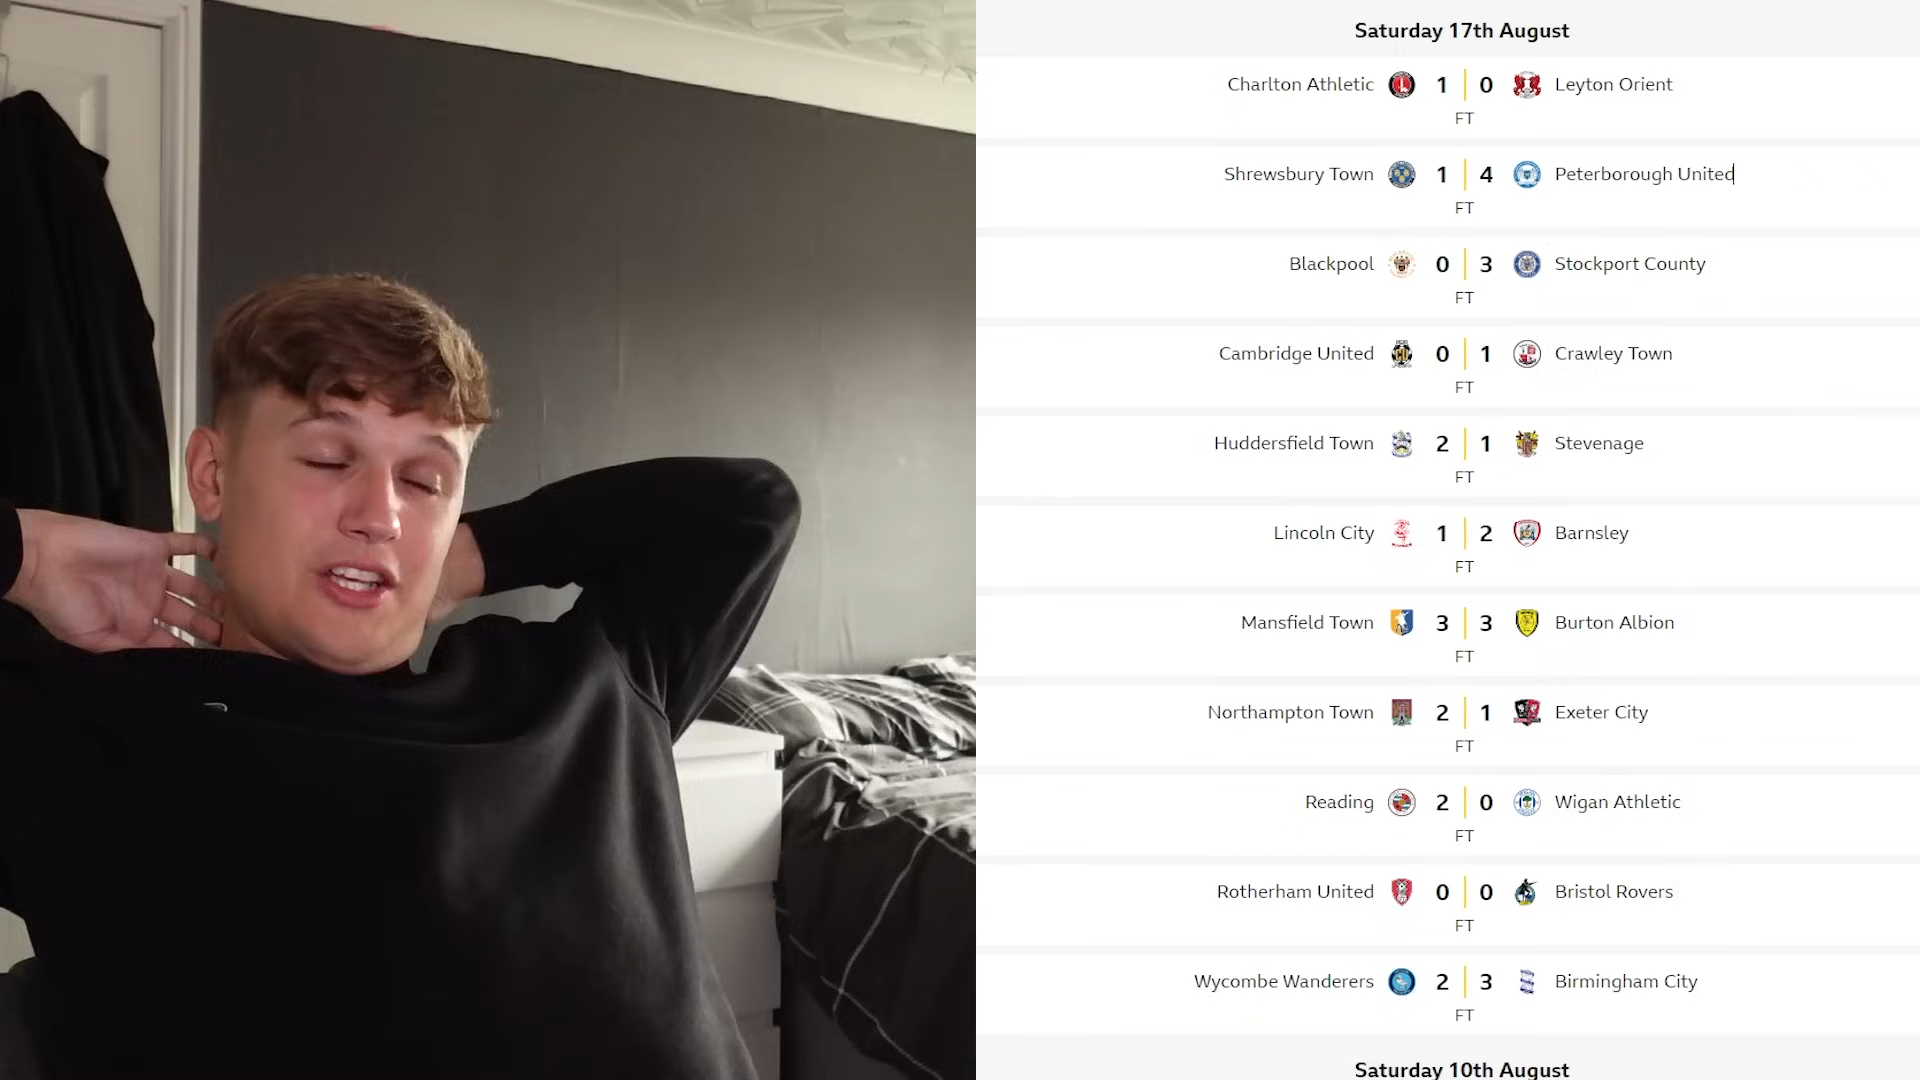 Saturday 17th August
Charlton Athletic 1 0 Leyton Orient
FT
Shrewsbury Town 1 4 Peterborough United
FT
Blackpool 0 3 Stockport County
FT
Cambridge United 0 1 Crawley Town
FT
Huddersfield Town 2 1 Stevenage
FT
Lincoln City 1 2 Barnsley
FT
Mansfield Town 3 3 Burton Albion
FT
Northampton Town 2 1 Exeter City
FT
Reading 2 0 Wigan Athletic
FT
Rotherham United 0 0 Bristol Rovers
FT
Wycombe Wanderers 2 3 Birmingham City
FT
Saturday 10th August